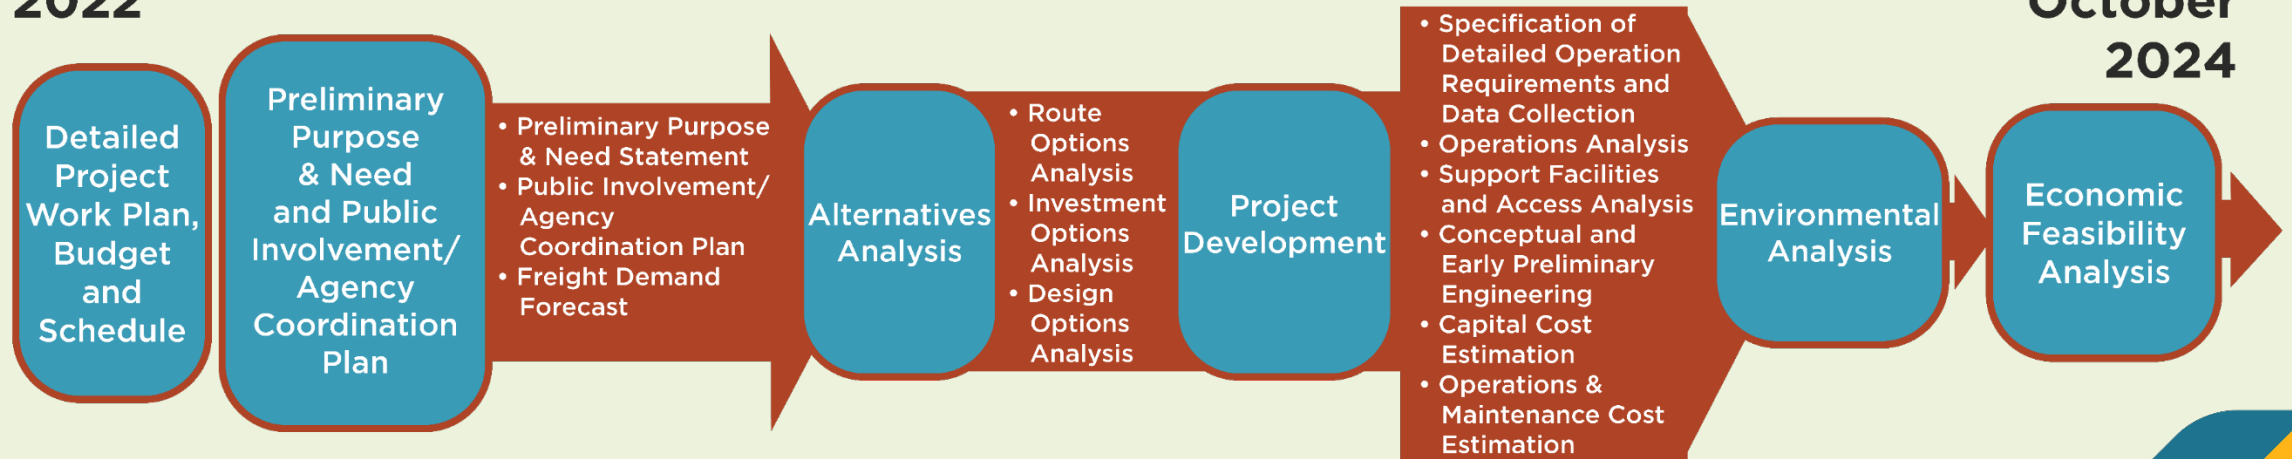 2022
Detailed
Project
Work Plan,
Budget
and
Schedule
Preliminary
Purpose
& Need
and Public
Involvement/
Agency
Coordination
Plan
• Preliminary Purpose
& Need Statement
• Public Involvement/
Agency
Coordination Plan
• Freight Demand
Forecast
Alternatives
Analysis
• Route
Options
Analysis
• Investment
Options
Analysis
• Design
Options
Analysis
Project
Development
• Specification of
Detailed Operation
Requirements and
Data Collection
• Operations Analysis
• Support Facilities
and Access Analysis
• Conceptual and
Early Preliminary
Engineering
• Capital Cost
Estimation
• Operations &
Maintenance Cost
Estimation
Environmental
Analysis
October
2024
Economic
Feasibility
Analysis